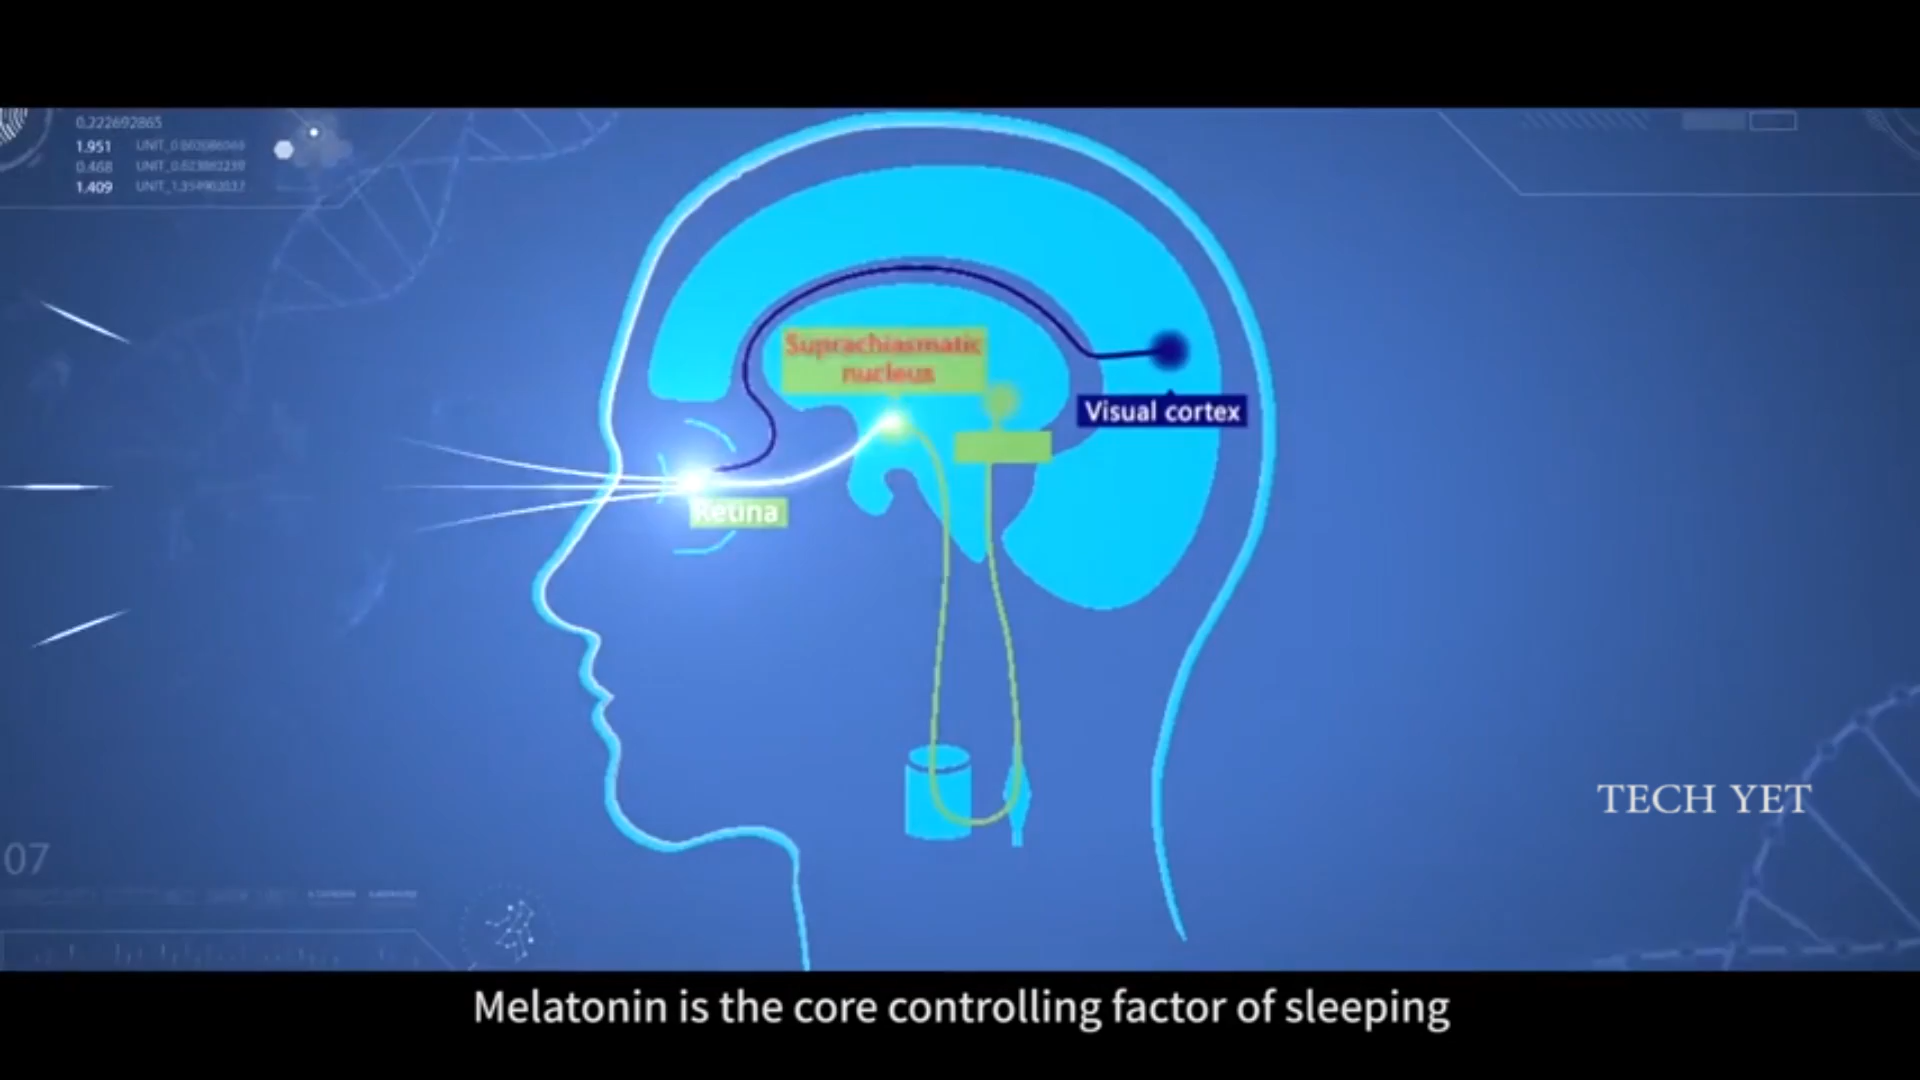 0.222692865
1.951
0.468
1.409
Suprachiasmatic
nucleus
Visual cortex
Retina
TECH YET
07
Melatonin is the core controlling factor of sleeping